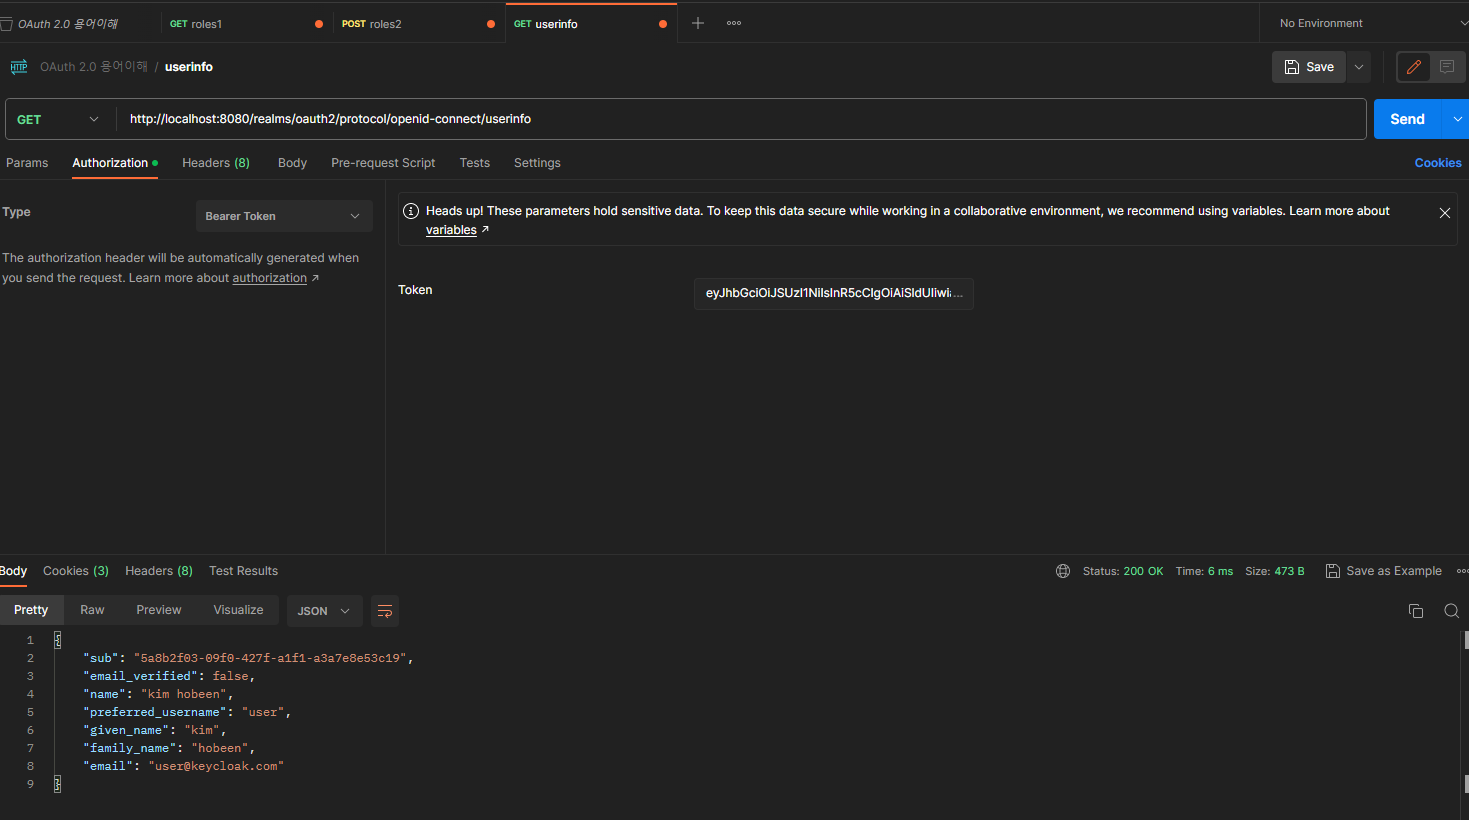 OAuth 2.0 용어이해 GET roles1 POST roles2 GET userinfo No Environment
OAuth 2.0 용어이해 / userinfo Save
GET http://localhost:8080/realms/oauth2/protocol/openid-connect/userinfo Send
Params Authorization Headers (8) Body Pre-request Script Tests Settings Cookies
Type Bearer Token
The authorization header will be automatically generated when
you send the request. Learn more about authorization ↗
Heads up! These parameters hold sensitive data. To keep this data secure while working in a collaborative environment, we recommend using variables. Learn more about
variables ↗
Token eyJhbGciOiJSUzI1NiIsInR5cCIgOiAiSldUIiwia...
Body Cookies (3) Headers (8) Test Results Status: 200 OK Time: 6 ms Size: 473 B Save as Example
Pretty Raw Preview Visualize JSON
1 {
2 "sub": "5a8b2f03-09f0-427f-a1f1-a3a7e8e53c19",
3 "email_verified": false,
4 "name": "kim hobeen",
5 "preferred_username": "user",
6 "given_name": "kim",
7 "family_name": "hobeen",
8 "email": "user@keycloak.com"
9 }